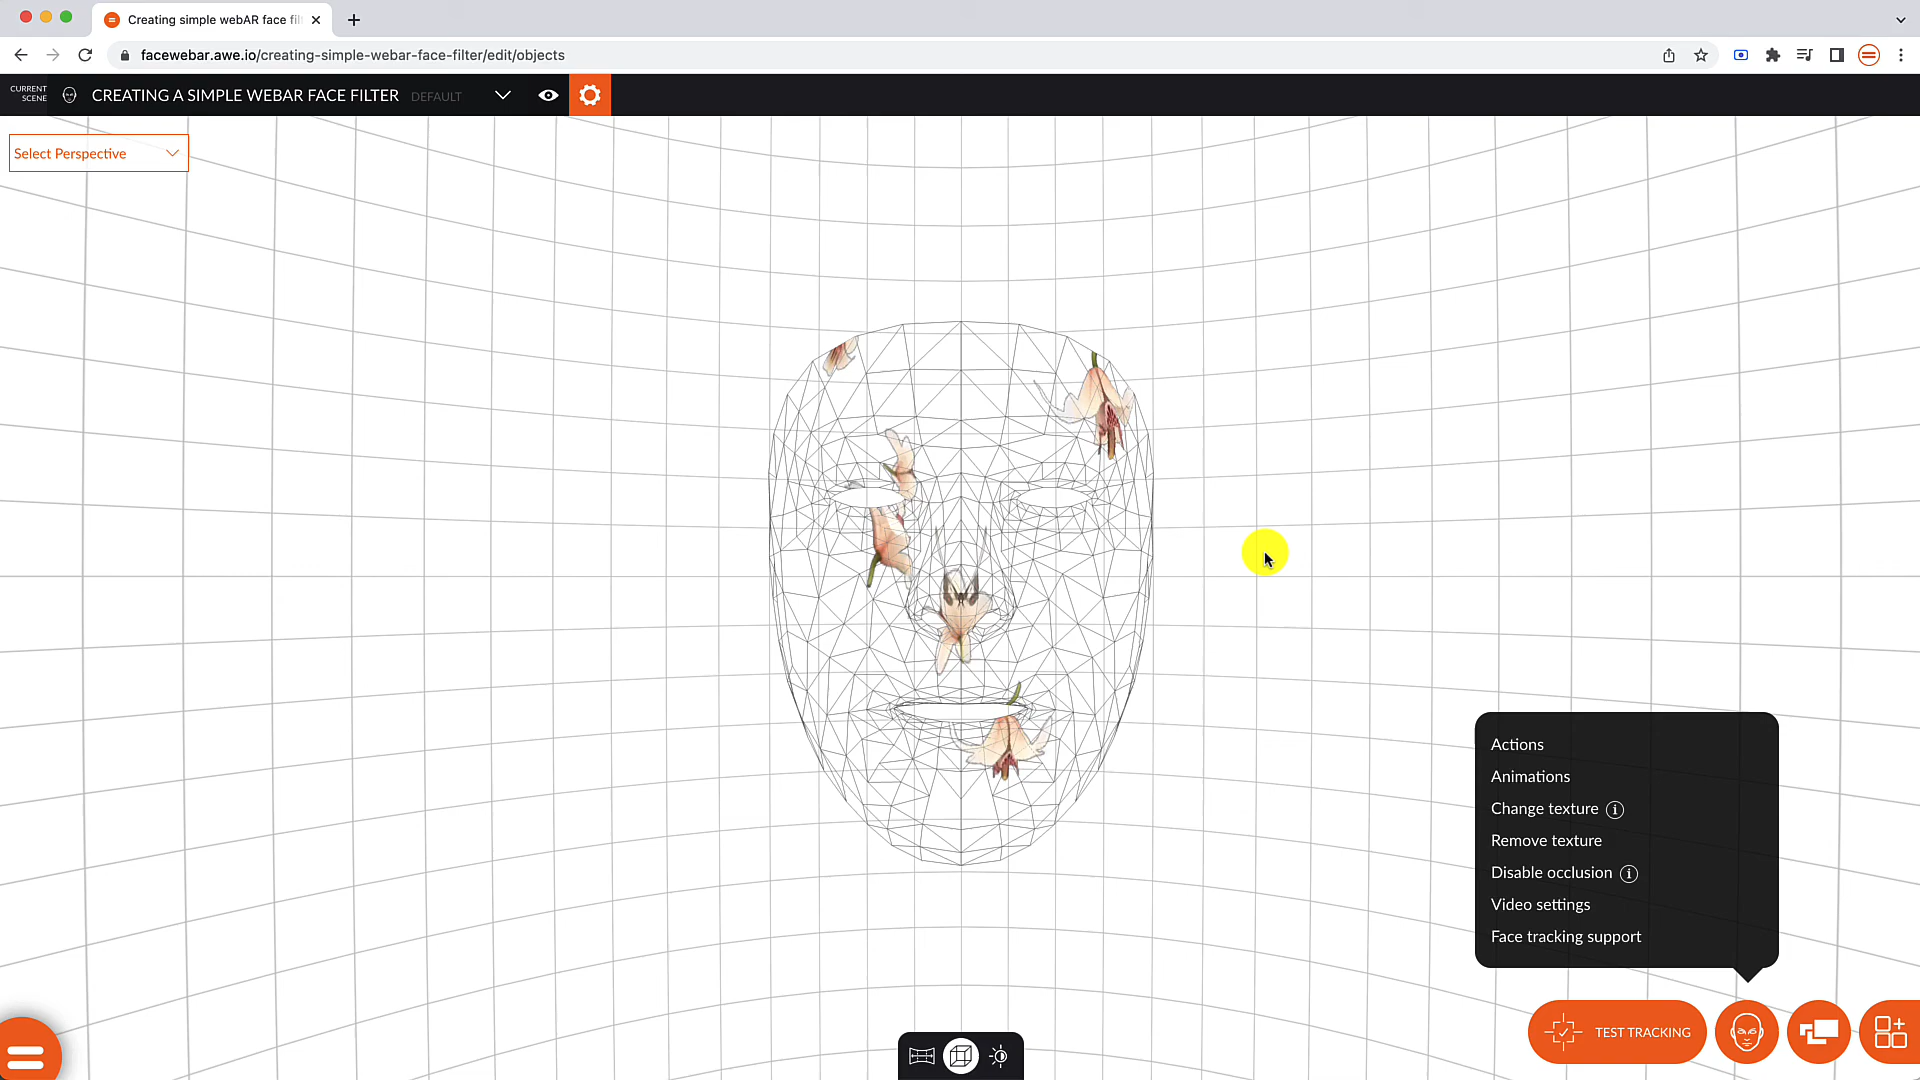 Creating simple webAR face fil
facewebar.awe.io/creating-simple-webar-face-filter/edit/objects
CURRENT
SCENE
CREATING A SIMPLE WEBAR FACE FILTER
DEFAULT
Select Perspective
Actions
Animations
Change texture
Remove texture
Disable occlusion
Video settings
Face tracking support
TEST TRACKING